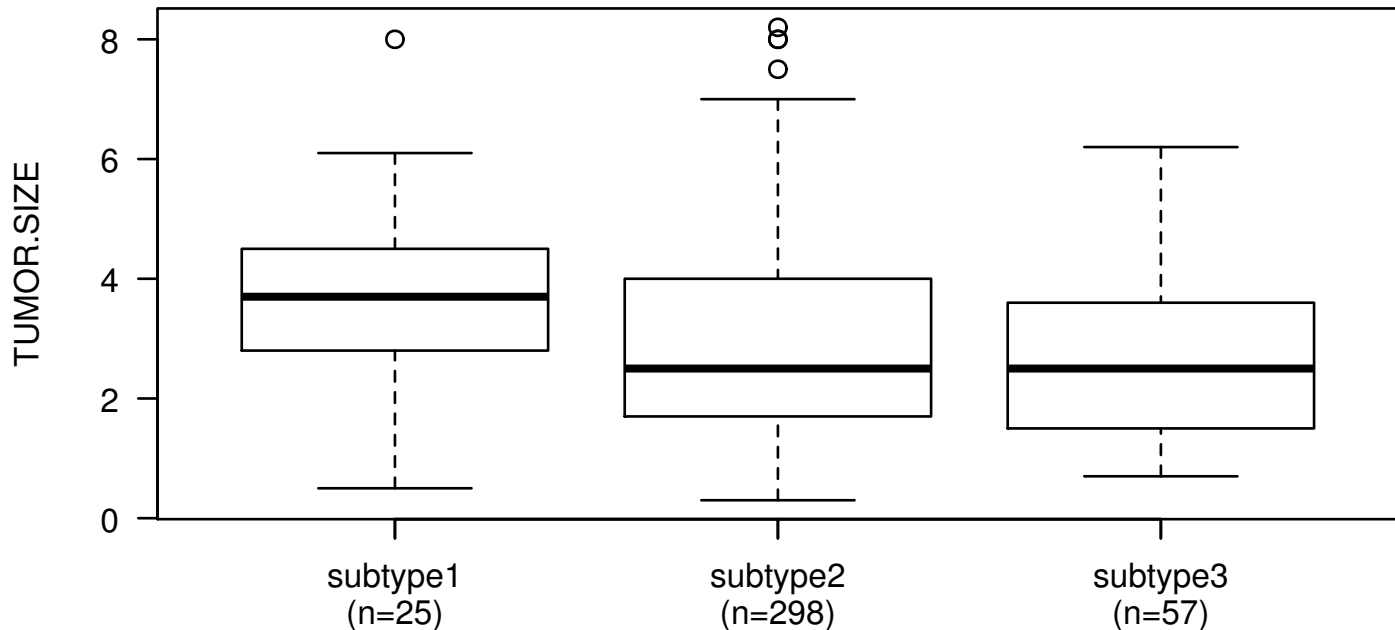 TUMOR.SIZE
8
6
4
2
0
subtype1
(n=25)
subtype2
(n=298)
subtype3
(n=57)